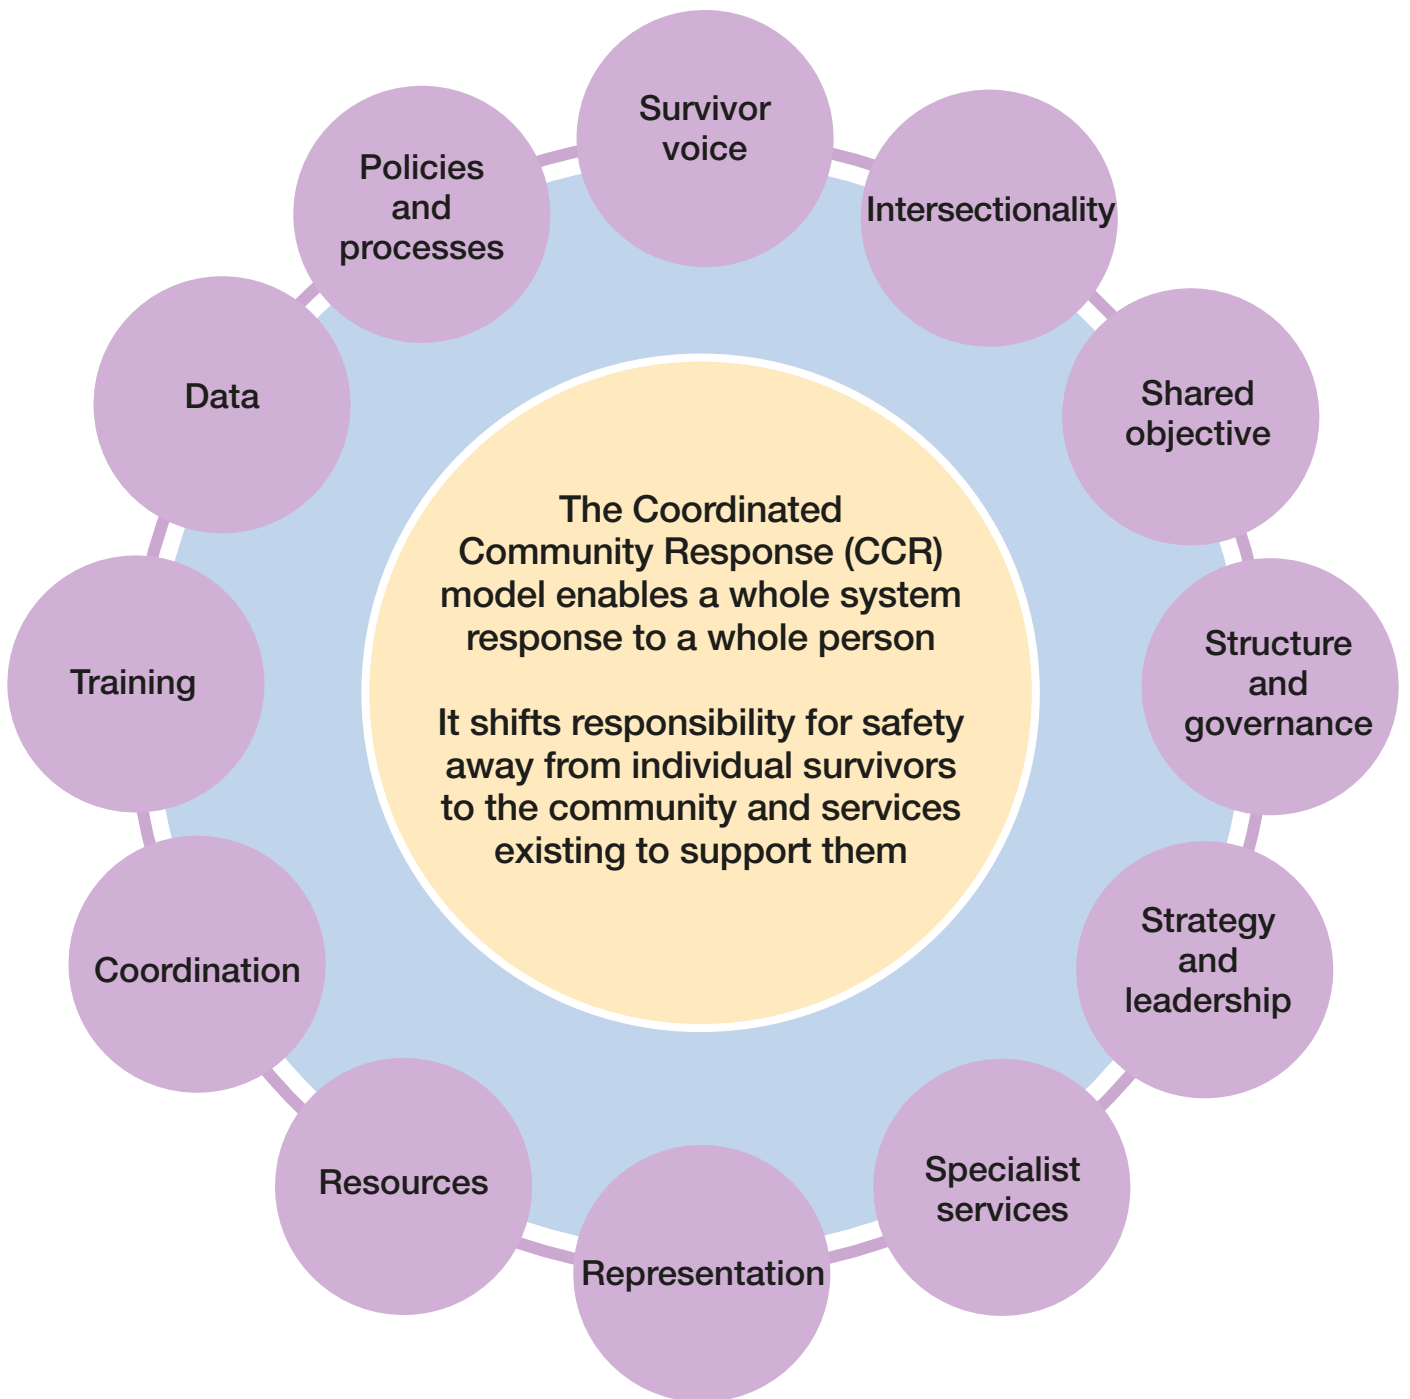 Survivor
voice
Intersectionality
Shared
objective
Structure
and
governance
Strategy
and
leadership
Specialist
services
Representation
Resources
Coordination
Training
Data
Policies
and
processes
The Coordinated
Community Response (CCR)
model enables a whole system
response to a whole person
It shifts responsibility for safety
away from individual survivors
to the community and services
existing to support them